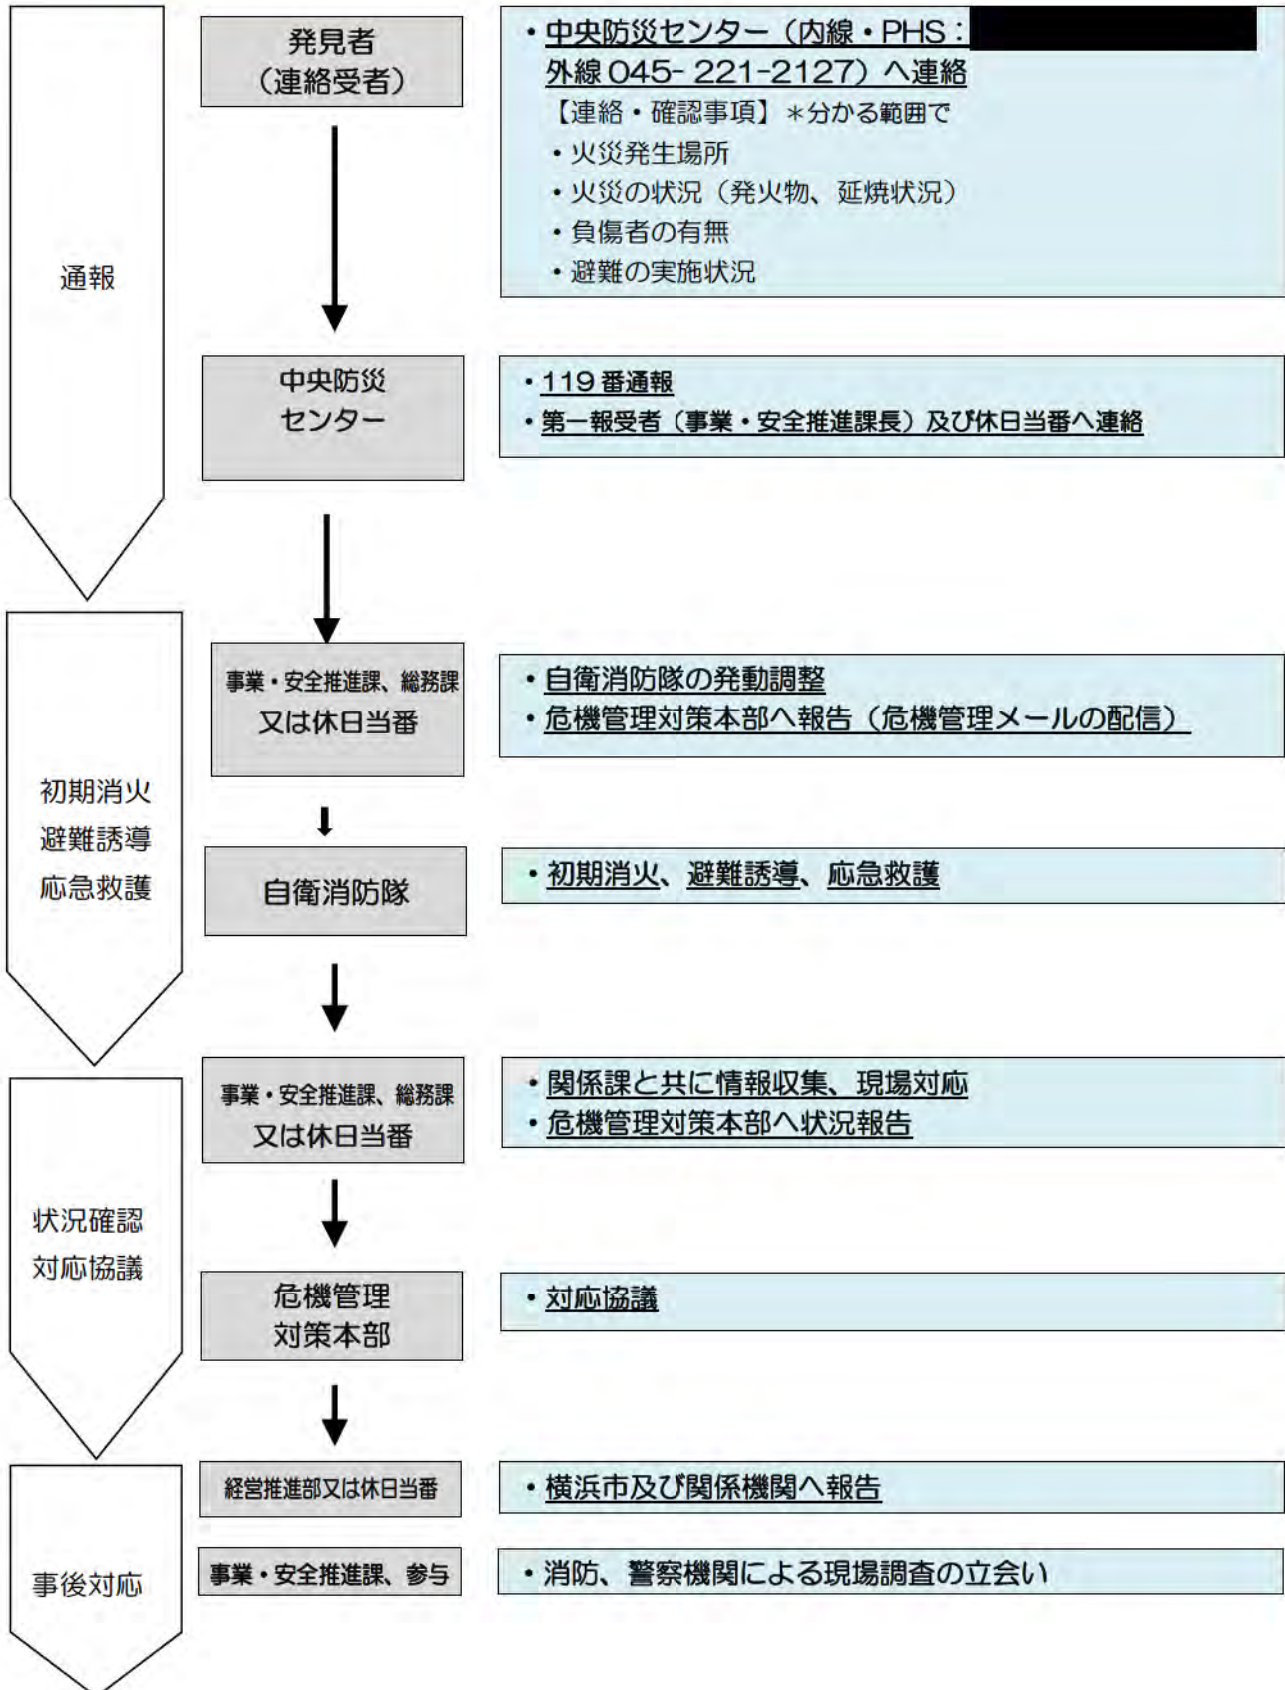 発見者
（連絡受者）
・中央防災センター（内線・PHS：
外線 045- 221-2127）へ連絡
【連絡・確認事項】＊分かる範囲で
・火災発生場所
・火災の状況（発火物、延焼状況）
・負傷者の有無
・避難の実施状況
通報
中央防災
センター
・119 番通報
・第一報受者（事業・安全推進課長）及び休日当番へ連絡
事業・安全推進課、総務課
又は休日当番
・自衛消防隊の発動調整
・危機管理対策本部へ報告（危機管理メールの配信）
初期消火
避難誘導
応急救護
自衛消防隊
・初期消火、避難誘導、応急救護
事業・安全推進課、総務課
又は休日当番
・関係課と共に情報収集、現場対応
・危機管理対策本部へ状況報告
状況確認
対応協議
危機管理
対策本部
・対応協議
経営推進部又は休日当番
・横浜市及び関係機関へ報告
事後対応
事業・安全推進課、参与
・消防、警察機関による現場調査の立会い